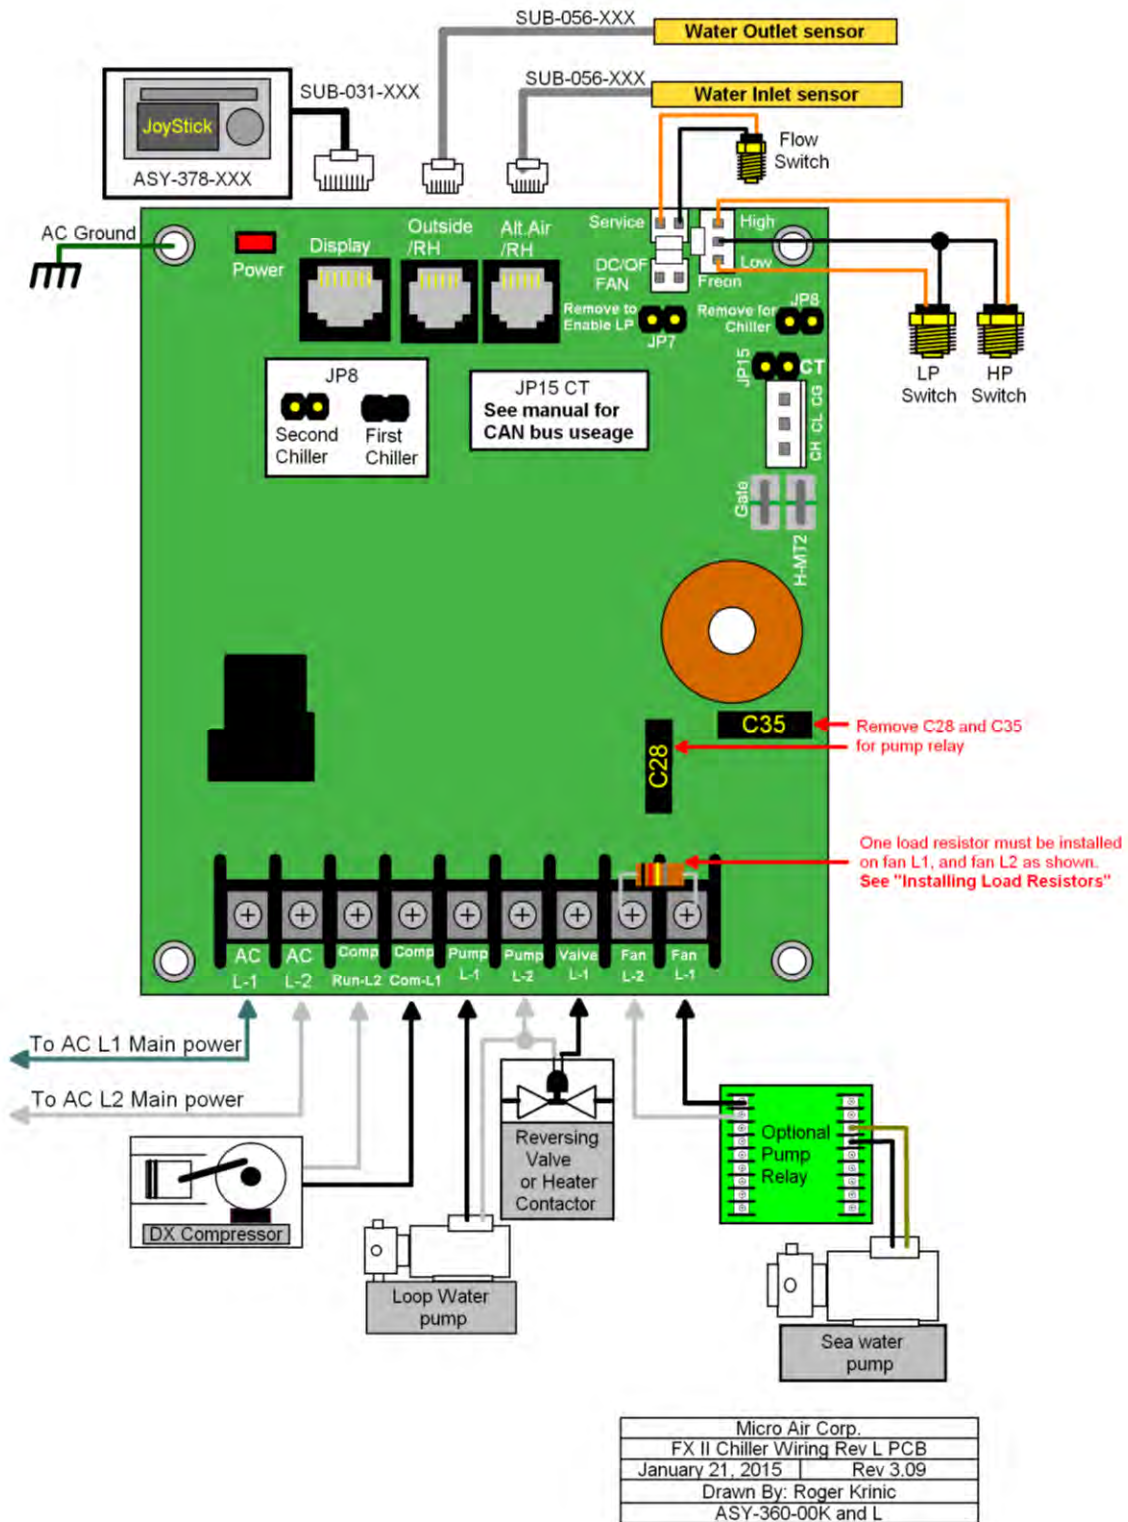 SUB-056-XXX
Water Outlet sensor
SUB-056-XXX
Water Inlet sensor
SUB-031-XXX
JoyStick
ASY-378-XXX
Flow
Switch
AC Ground
Power
Display
Outside
/RH
Alt.Air
/RH
Service
High
Low
Freon
DC/OF
FAN
Remove to
Enable LP
JP7
Remove for
Chiller
JP8
LP
Switch
HP
Switch
JP15
CT
CH CL CG
Gate
H-MT2
JP8
Second
Chiller
First
Chiller
JP15 CT
See manual for
CAN bus useage
C35
C28
Remove C28 and C35
for pump relay
One load resistor must be installed
on fan L1, and fan L2 as shown.
See "Installing Load Resistors"
AC
L-1
AC
L-2
Comp
Run-L2
Comp
Com-L1
Pump
L-1
Pump
L-2
Valve
L-1
Fan
L-2
Fan
L-1
To AC L1 Main power
To AC L2 Main power
DX Compressor
Reversing
Valve
or Heater
Contactor
Loop Water
pump
Optional
Pump
Relay
Sea water
pump
Micro Air Corp.
FX II Chiller Wiring Rev L PCB
January 21, 2015 Rev 3.09
Drawn By: Roger Krinic
ASY-360-00K and L